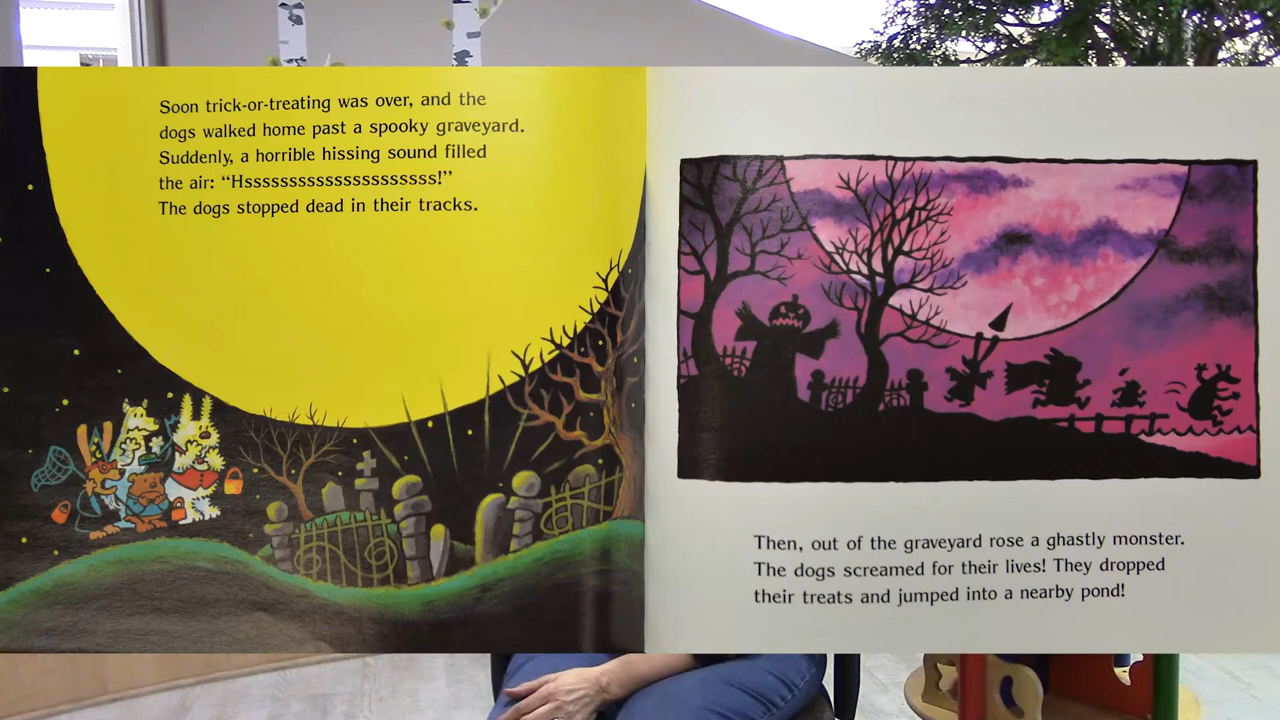 Soon trick-or-treating was over, and the
dogs walked home past a spooky graveyard.
Suddenly, a horrible hissing sound filled
the air: “Hssssssssssssssssssssss!”
The dogs stopped dead in their tracks.
Then, out of the graveyard rose a ghastly monster.
The dogs screamed for their lives! They dropped
their treats and jumped into a nearby pond!